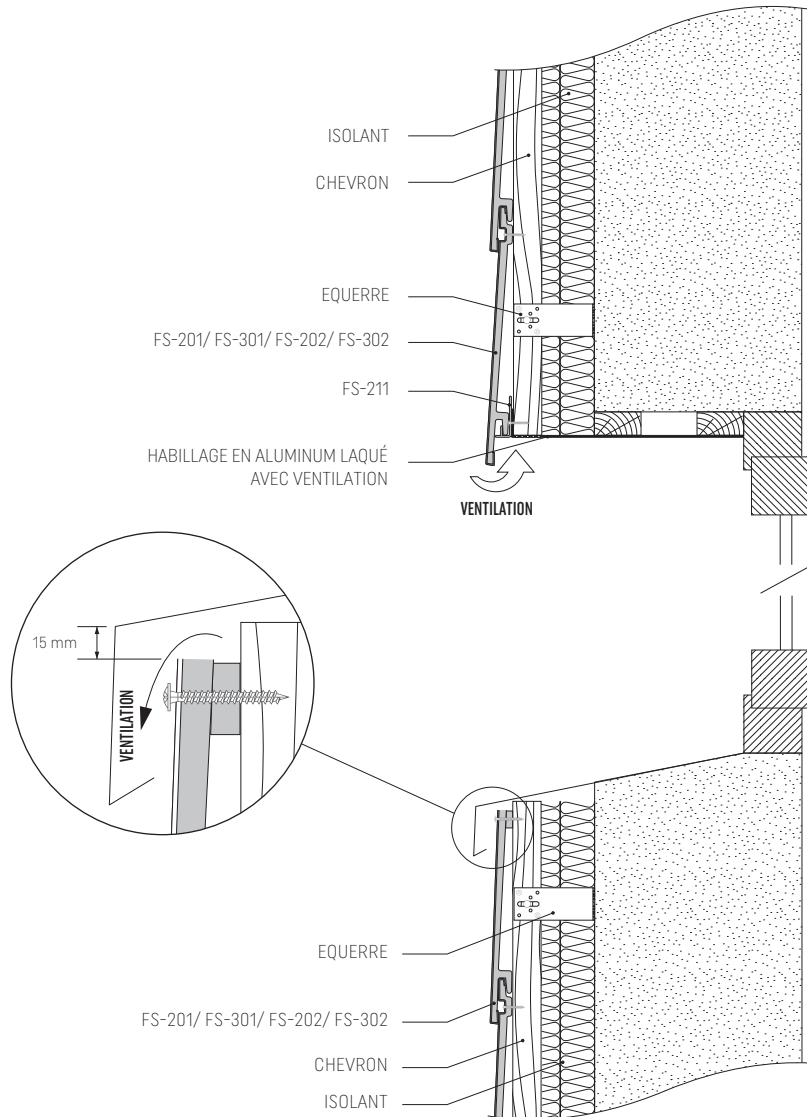 ISOLANT
CHEVRON
EQUERRE
FS-201/ FS-301/ FS-202/ FS-302
FS-211
HABILLAGE EN ALUMINUM LAQUÉ
AVEC VENTILATION
VENTILATION
15 mm
VENTILATION
EQUERRE
FS-201/ FS-301/ FS-202/ FS-302
CHEVRON
ISOLANT